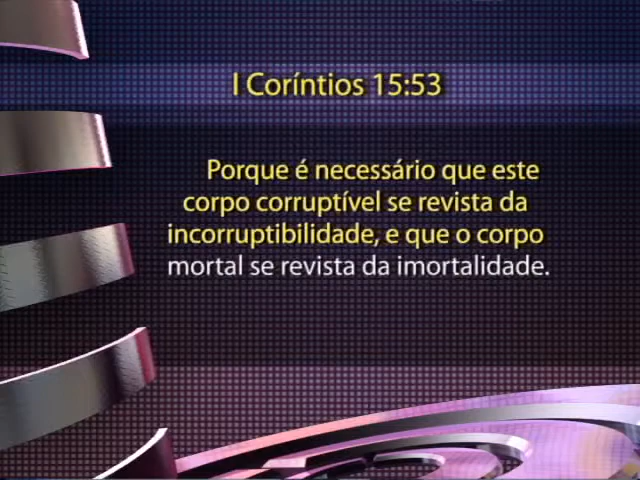 I Coríntios 15:53
Porque é necessário que este
corpo corruptível se revista da
incorruptibilidade, e que o corpo
mortal se revista da imortalidade.